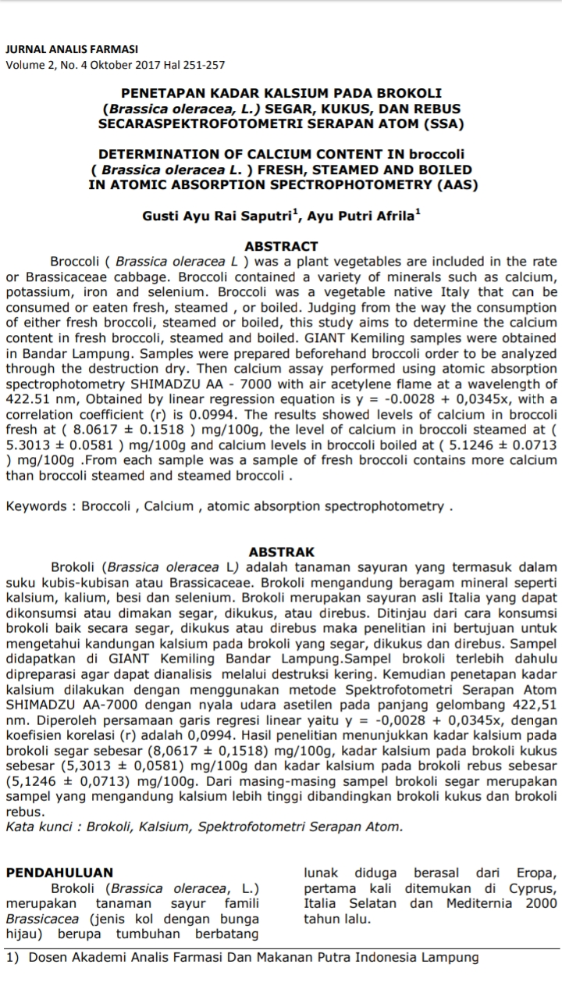 JURNAL ANALIS FARMASI
Volume 2, No. 4 Oktober 2017 Hal 251-257
PENETAPAN KADAR KALSIUM PADA BROKOLI
(Brassica oleracea, L.) SEGAR, KUKUS, DAN REBUS
SECARASPEKTROFOTOMETRI SERAPAN ATOM (SSA)
DETERMINATION OF CALCIUM CONTENT IN broccoli
( Brassica oleracea L. ) FRESH, STEAMED AND BOILED
IN ATOMIC ABSORPTION SPECTROPHOTOMETRY (AAS)
Gusti Ayu Rai Saputri¹, Ayu Putri Afrila¹
ABSTRACT
Broccoli ( Brassica oleracea L ) was a plant vegetables are included in the rate
or Brassicaceae cabbage. Broccoli contained a variety of minerals such as calcium,
potassium, iron and selenium. Broccoli was a vegetable native Italy that can be
consumed or eaten fresh, steamed , or boiled. Judging from the way the consumption
of either fresh broccoli, steamed or boiled, this study aims to determine the calcium
content in fresh broccoli, steamed and boiled. GIANT Kemiling samples were obtained
in Bandar Lampung. Samples were prepared beforehand broccoli order to be analyzed
through the destruction dry. Then calcium assay performed using atomic absorption
spectrophotometry SHIMADZU AA - 7000 with air acetylene flame at a wavelength of
422.51 nm, Obtained by linear regression equation is y = -0.0028 + 0,0345x, with a
correlation coefficient (r) is 0.0994. The results showed levels of calcium in broccoli
fresh at ( 8.0617 ± 0.1518 ) mg/100g, the level of calcium in broccoli steamed at (
5.3013 ± 0.0581 ) mg/100g and calcium levels in broccoli boiled at ( 5.1246 ± 0.0713
) mg/100g .From each sample was a sample of fresh broccoli contains more calcium
than broccoli steamed and steamed broccoli .
Keywords : Broccoli , Calcium , atomic absorption spectrophotometry .
ABSTRAK
Brokoli (Brassica oleracea L) adalah tanaman sayuran yang termasuk dalam
suku kubis-kubisan atau Brassicaceae. Brokoli mengandung beragam mineral seperti
kalsium, kalium, besi dan selenium. Brokoli merupakan sayuran asli Italia yang dapat
dikonsumsi atau dimakan segar, dikukus, atau direbus. Ditinjau dari cara konsumsi
brokoli baik secara segar, dikukus atau direbus maka penelitian ini bertujuan untuk
mengetahui kandungan kalsium pada brokoli yang segar, dikukus dan direbus. Sampel
didapatkan di GIANT Kemiling Bandar Lampung.Sampel brokoli terlebih dahulu
dipreparasi agar dapat dianalisis melalui destruksi kering. Kemudian penetapan kadar
kalsium dilakukan dengan menggunakan metode Spektrofotometri Serapan Atom
SHIMADZU AA-7000 dengan nyala udara asetilen pada panjang gelombang 422,51
nm. Diperoleh persamaan garis regresi linear yaitu y = -0,0028 + 0,0345x, dengan
koefisien korelasi (r) adalah 0,0994. Hasil penelitian menunjukkan kadar kalsium pada
brokoli segar sebesar (8,0617 ± 0,1518) mg/100g, kadar kalsium pada brokoli kukus
sebesar (5,3013 ± 0,0581) mg/100g dan kadar kalsium pada brokoli rebus sebesar
(5,1246 ± 0,0713) mg/100g. Dari masing-masing sampel brokoli segar merupakan
sampel yang mengandung kalsium lebih tinggi dibandingkan brokoli kukus dan brokoli
rebus.
Kata kunci : Brokoli, Kalsium, Spektrofotometri Serapan Atom.
PENDAHULUAN
Brokoli (Brassica oleracea, L.)
merupakan tanaman sayur famili
Brassicacea (jenis kol dengan bunga
hijau) berupa tumbuhan berbatang
lunak diduga berasal dari Eropa,
pertama kali ditemukan di Cyprus,
Italia Selatan dan Mediternia 2000
tahun lalu.
1) Dosen Akademi Analis Farmasi Dan Makanan Putra Indonesia Lampung